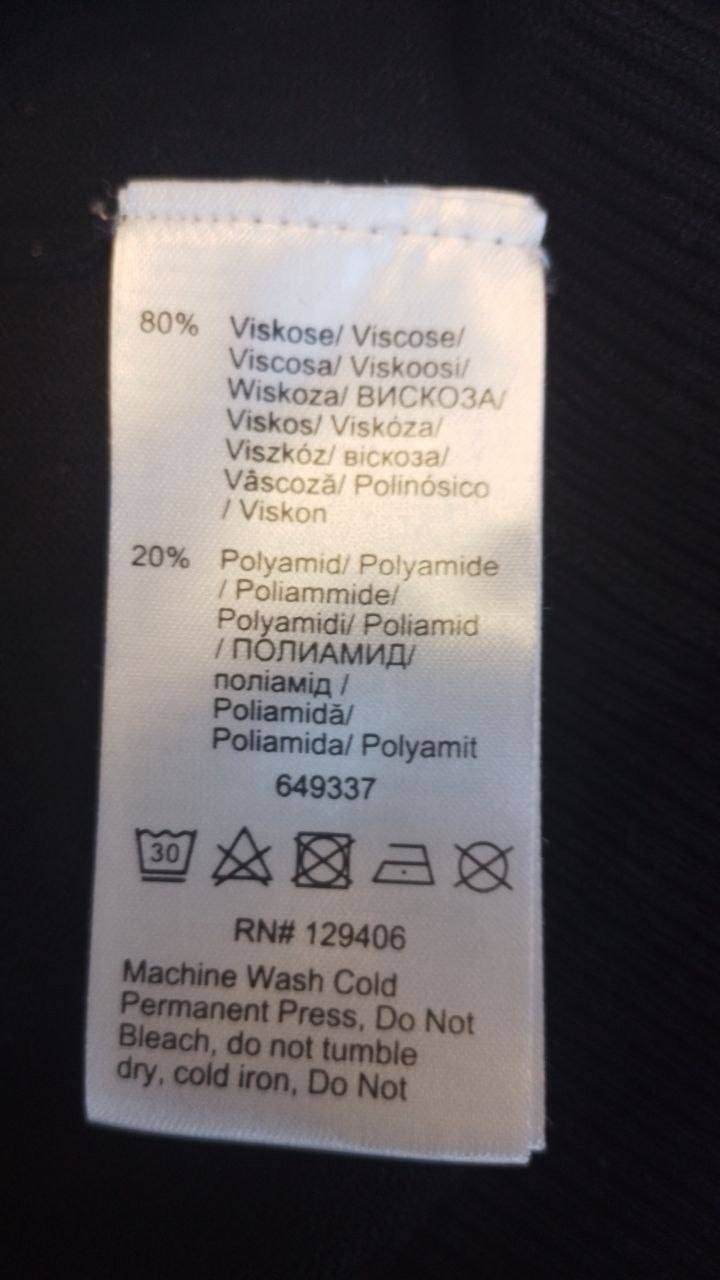 80% Viskose/ Viscose/
Viscosa/ Viskoosi/
Wiskoza/ ВИСКОЗА/
Viskos/ Viskóza/
Viszkóz/ віскоза/
Vâscoză/ Polinósico
/ Viskon
20% Polyamid/ Polyamide
/ Poliammide/
Polyamidi/ Poliamid
/ ПОЛИАМИД/
поліамід /
Poliamidă/
Poliamida/ Polyamit
649337
30
RN# 129406
Machine Wash Cold
Permanent Press, Do Not
Bleach, do not tumble
dry, cold iron, Do Not